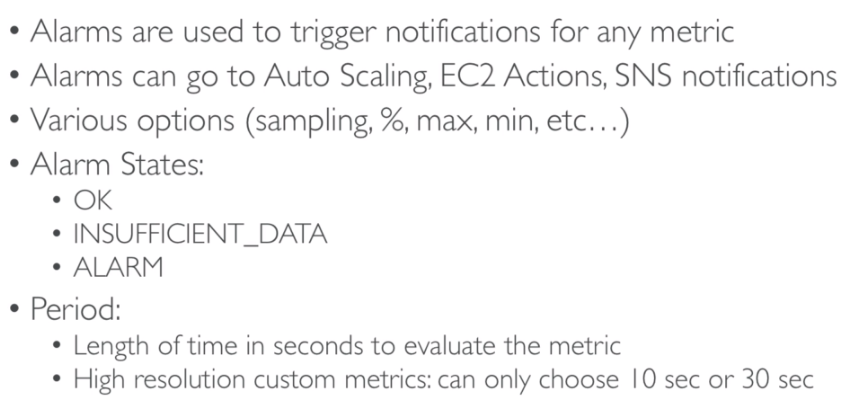 • Alarms are used to trigger notifications for any metric
• Alarms can go to Auto Scaling, EC2 Actions, SNS notifications
• Various options (sampling, %, max, min, etc…)
• Alarm States:
• OK
• INSUFFICIENT_DATA
• ALARM
• Period:
• Length of time in seconds to evaluate the metric
• High resolution custom metrics: can only choose 10 sec or 30 sec